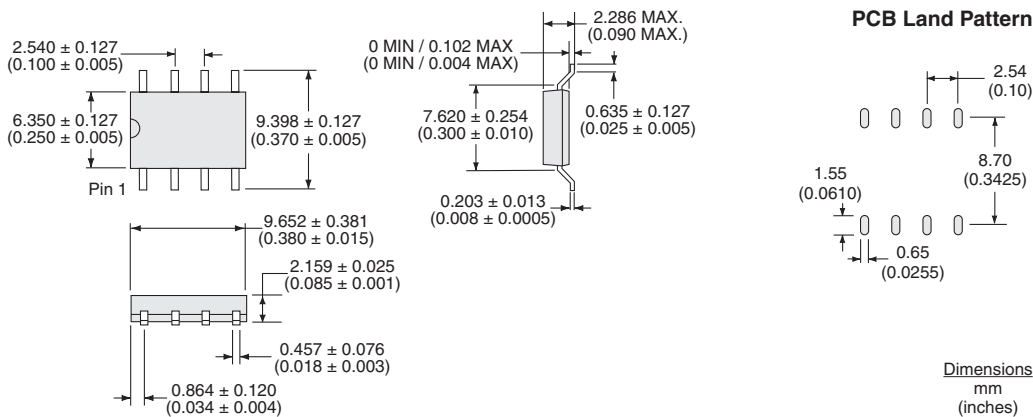 2.540 ± 0.127
(0.100 ± 0.005)
6.350 ± 0.127
(0.250 ± 0.005)
9.398 ± 0.127
(0.370 ± 0.005)
Pin 1
9.652 ± 0.381
(0.380 ± 0.015)
2.159 ± 0.025
(0.085 ± 0.001)
0.457 ± 0.076
(0.018 ± 0.003)
0.864 ± 0.120
(0.034 ± 0.004)
2.286 MAX.
(0.090 MAX.)
0 MIN / 0.102 MAX
(0 MIN / 0.004 MAX)
7.620 ± 0.254
(0.300 ± 0.010)
0.635 ± 0.127
(0.025 ± 0.005)
0.203 ± 0.013
(0.008 ± 0.0005)
PCB Land Pattern
2.54
(0.10)
8.70
(0.3425)
1.55
(0.0610)
0.65
(0.0255)
Dimensions
mm
(inches)